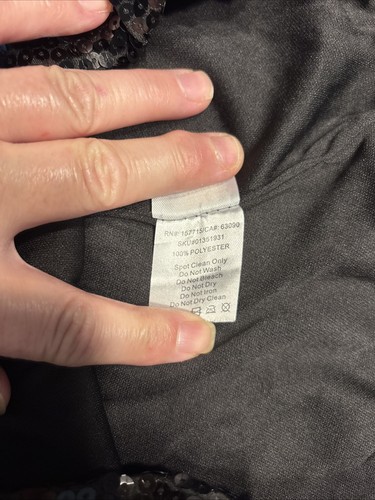 RN#: 157715/CA#: 63090
SKU#01351931
100% POLYESTER
Spot Clean Only
Do Not Wash
Do Not Bleach
Do Not Dry
Do Not Iron
Do Not Dry Clean